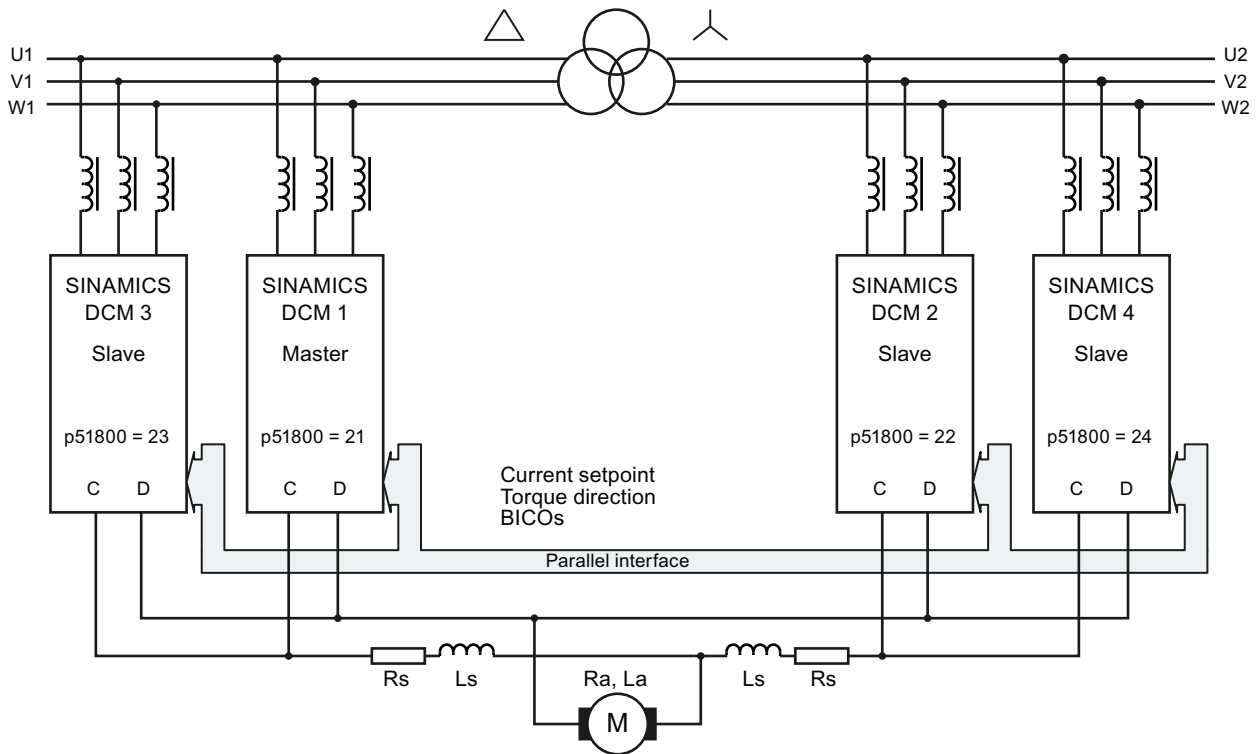 U1
V1
W1
U2
V2
W2
SINAMICS
DCM 3
Slave
p51800 = 23
C D
SINAMICS
DCM 1
Master
p51800 = 21
C D
SINAMICS
DCM 2
Slave
p51800 = 22
C D
SINAMICS
DCM 4
Slave
p51800 = 24
C D
Current setpoint
Torque direction
BICOs
Parallel interface
Rs Ls Ra, La Ls Rs
M